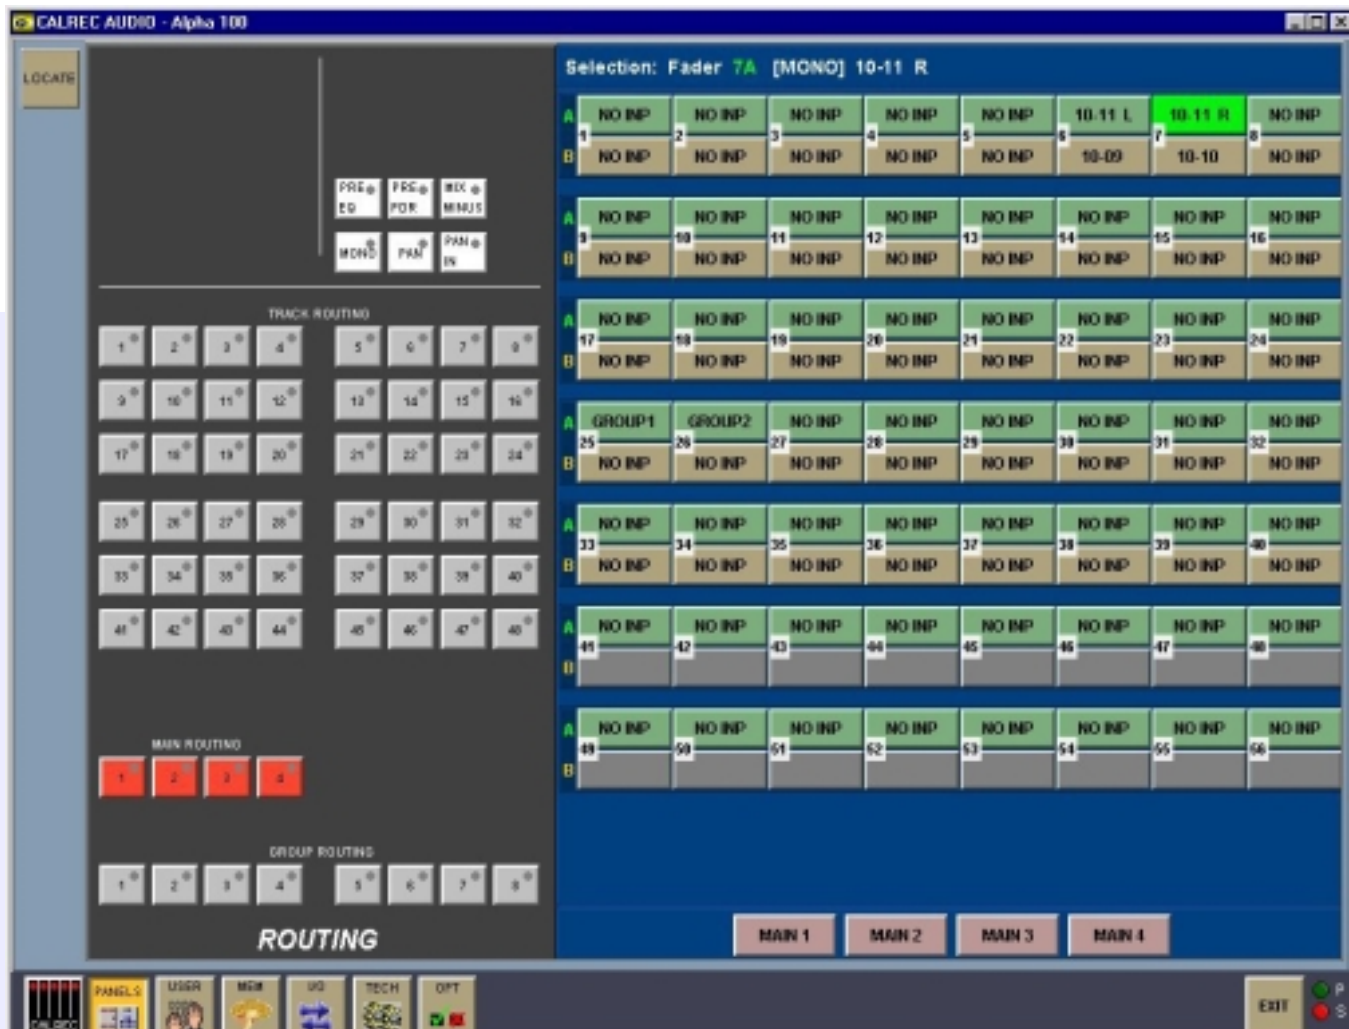 CALREC AUDIO - Alpha 100
LOCATE
Selection: Fader 7A [MONO] 10-11 R
PRE EQ PRE FDR MIX MINUS
MONO PAN PAN IN
TRACK ROUTING
1 2 3 4 5 6 7 8
9 10 11 12 13 14 15 16
17 18 19 20 21 22 23 24
25 26 27 28 29 30 31 32
33 34 35 36 37 38 39 40
41 42 43 44 45 46 47 48
MAIN ROUTING
1 2 3 4
GROUP ROUTING
1 2 3 4 5 6 7 8
ROUTING
A NO INP NO INP NO INP NO INP NO INP 10-11 L 10-11 R NO INP
1 2 3 4 5 6 7 8
B NO INP NO INP NO INP NO INP NO INP 10-09 10-10 NO INP
A NO INP NO INP NO INP NO INP NO INP NO INP NO INP NO INP
9 10 11 12 13 14 15 16
B NO INP NO INP NO INP NO INP NO INP NO INP NO INP NO INP
A NO INP NO INP NO INP NO INP NO INP NO INP NO INP NO INP
17 18 19 20 21 22 23 24
B NO INP NO INP NO INP NO INP NO INP NO INP NO INP NO INP
A GROUP1 GROUP2 NO INP NO INP NO INP NO INP NO INP NO INP
25 26 27 28 29 30 31 32
B NO INP NO INP NO INP NO INP NO INP NO INP NO INP NO INP
A NO INP NO INP NO INP NO INP NO INP NO INP NO INP NO INP
33 34 35 36 37 38 39 40
B NO INP NO INP NO INP NO INP NO INP NO INP NO INP NO INP
A NO INP NO INP NO INP NO INP NO INP NO INP NO INP NO INP
41 42 43 44 45 46 47 48
B
A NO INP NO INP NO INP NO INP NO INP NO INP NO INP NO INP
49 50 51 52 53 54 55 56
B
MAIN 1 MAIN 2 MAIN 3 MAIN 4
CALREC PANELS USER MEM I/O TECH OPT EXIT P
S